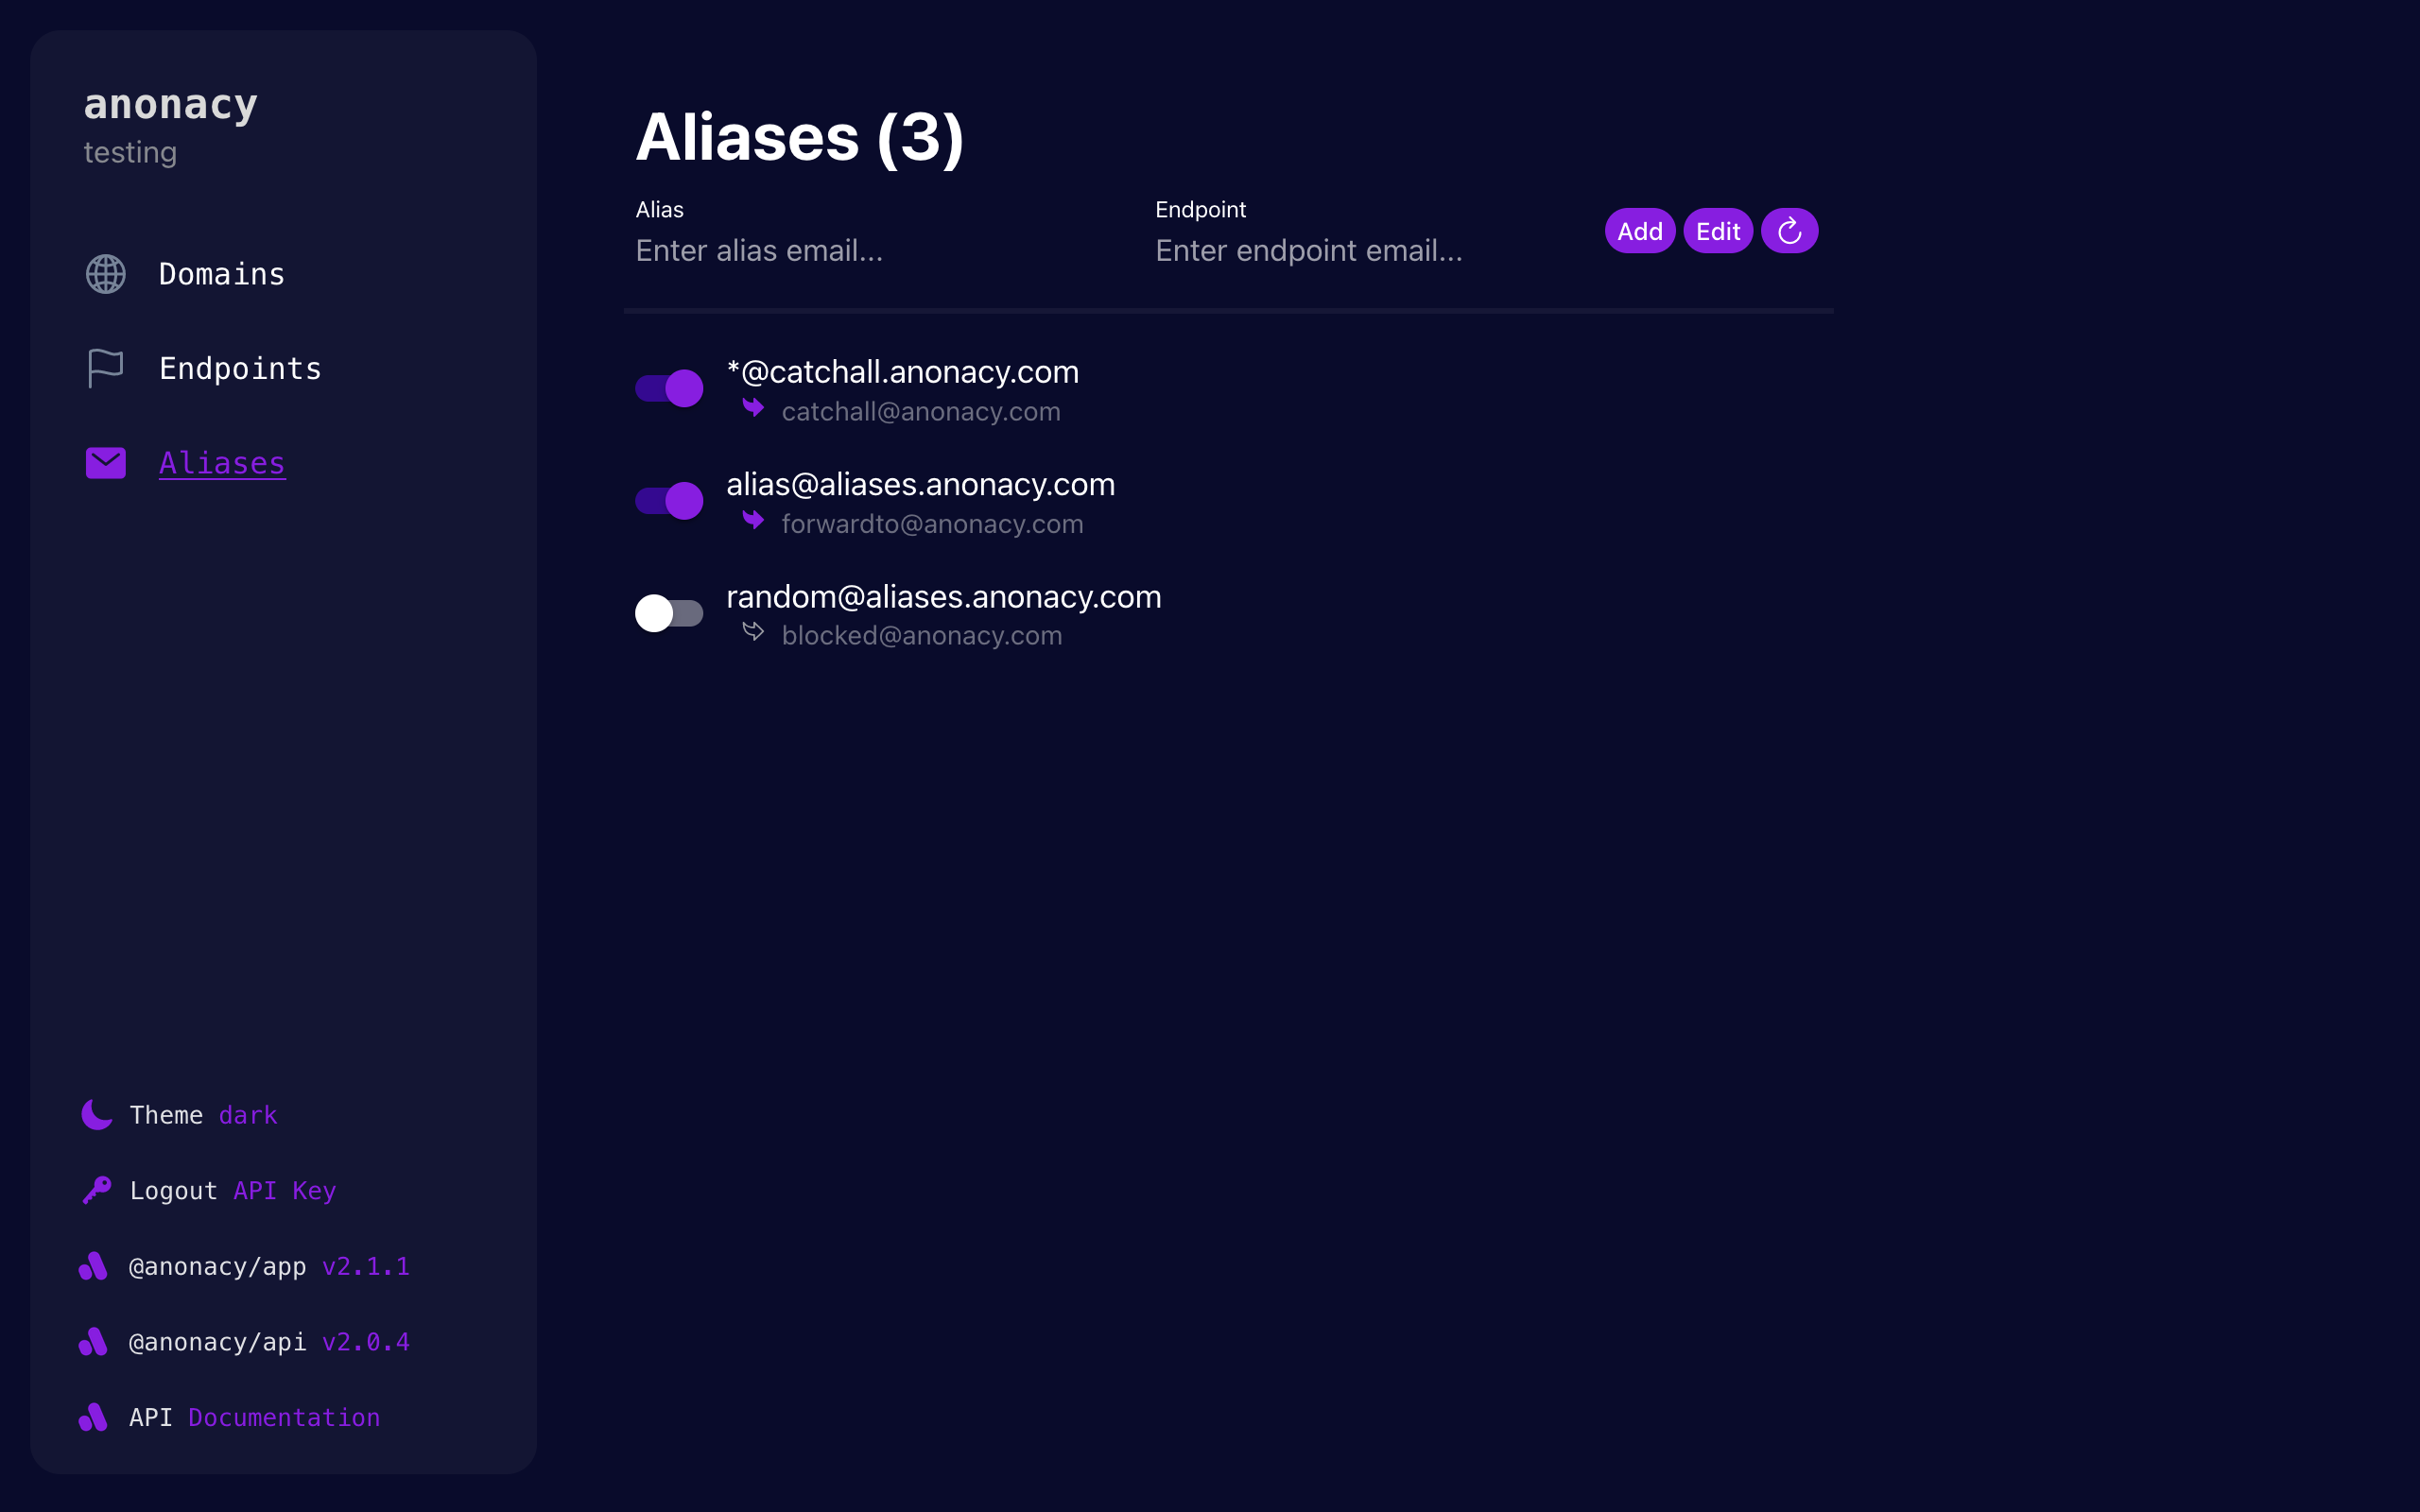 anonacy
testing
Domains
Endpoints
Aliases
Theme dark
Logout API Key
@anonacy/app v2.1.1
@anonacy/api v2.0.4
API Documentation
Aliases (3)
Alias
Enter alias email...
Endpoint
Enter endpoint email...
Add
Edit
*@catchall.anonacy.com
catchall@anonacy.com
alias@aliases.anonacy.com
forwardto@anonacy.com
random@aliases.anonacy.com
blocked@anonacy.com